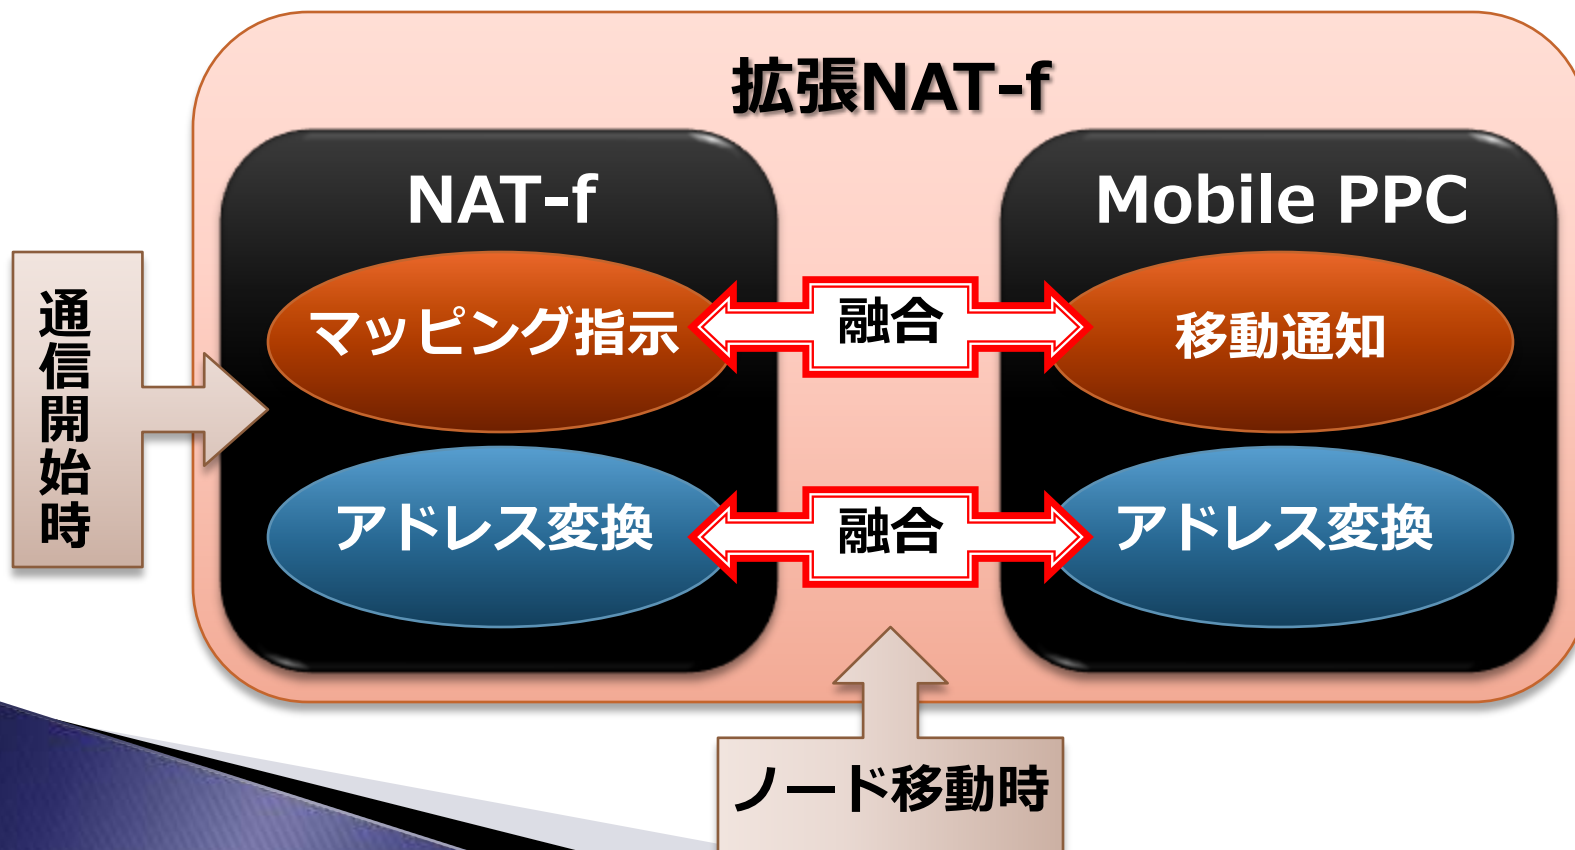 拡張NAT-f
NAT-f
Mobile PPC
通信開始時
マッピング指示
融合
移動通知
アドレス変換
融合
アドレス変換
ノード移動時